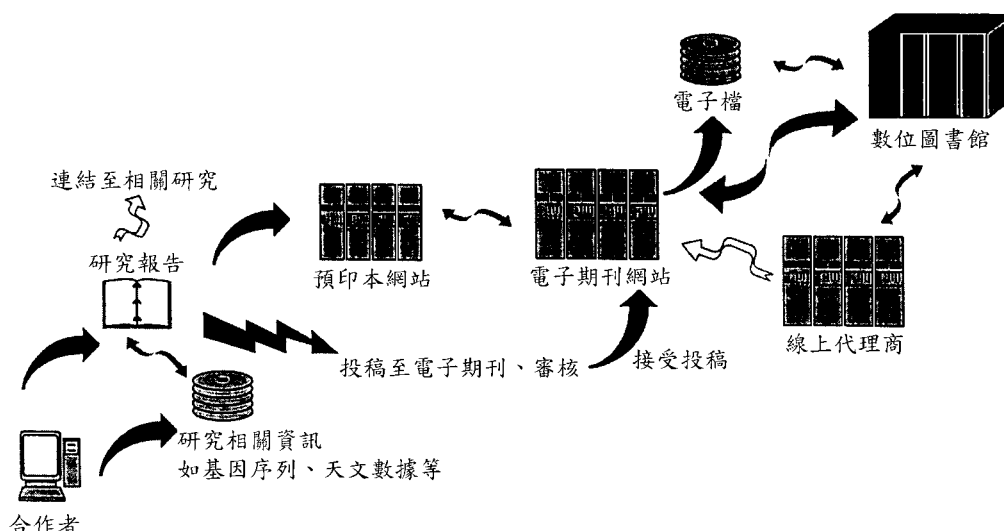 電子檔
數位圖書館
連結至相關研究
研究報告
預印本網站
電子期刊網站
線上代理商
投稿至電子期刊、審核
接受投稿
研究相關資訊
如基因序列、天文數據等
合作者